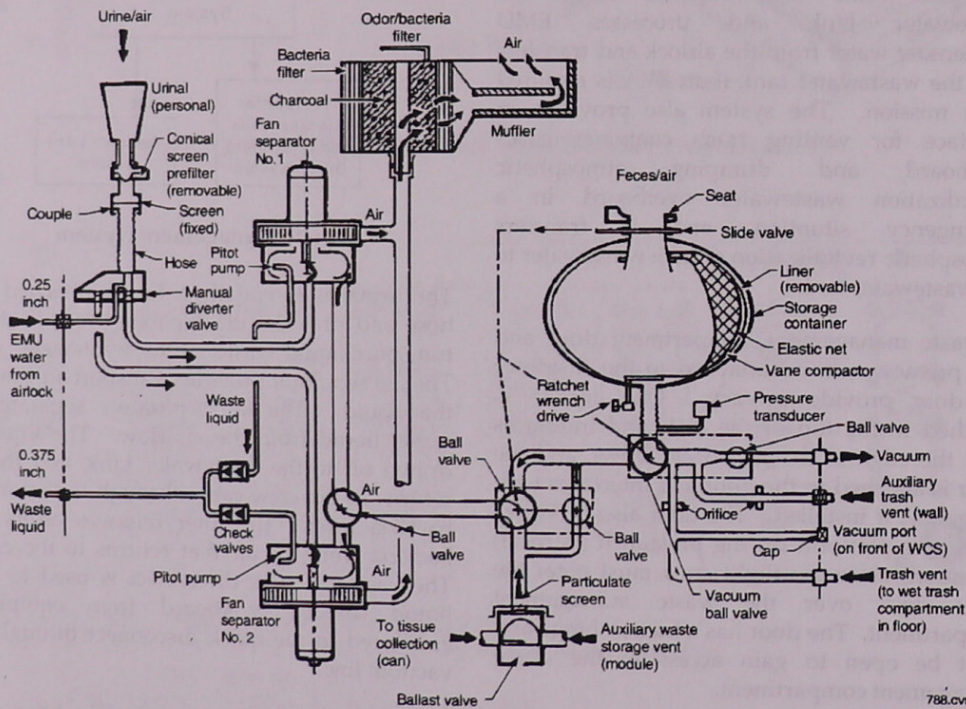 Urine/air
Odor/bacteria
filter
Bacteria
filter
Air
Urinal
(personal)
Charcoal
Muffler
Fan
separator
No.1
Conical
screen
prefilter
(removable)
Couple
Screen
(fixed)
Air
Pitot
pump
Hose
Manual
diverter
valve
0.25
inch
EMU
water
from
airlock
Waste
liquid
0.375
inch
Waste
liquid
Check
valves
Air
Ball
valve
Pitot pump
Air
Fan
separator
No. 2
Feces/air
Seat
Slide valve
Liner
(removable)
Storage
container
Elastic net
Vane compactor
Ratchet
wrench
drive
Pressure
transducer
Ball
valve
Ball valve
Vacuum
Auxiliary
trash
vent (wall)
Orifice
Cap
Vacuum port
(on front of WCS)
Ball
valve
Particulate
screen
Vacuum
ball valve
Trash vent
(to wet trash
compartment
in floor)
To tissue
collection
(can)
Auxiliary waste
storage vent
(module)
Ballast valve
788.cv